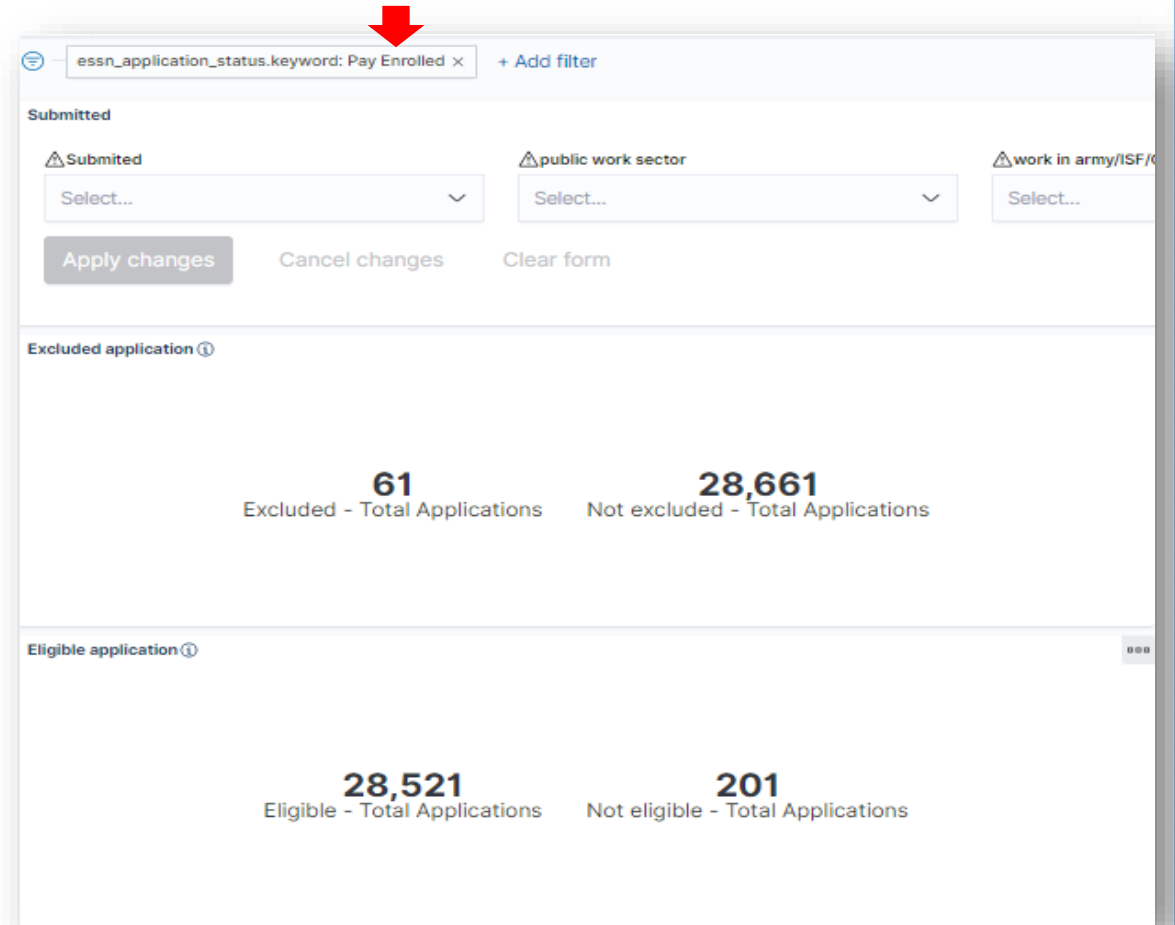 essn_application_status.keyword: Pay Enrolled × + Add filter
Submitted
Submited public work sector work in army/ISF/
Select... Select... Select...
Apply changes Cancel changes Clear form
Excluded application
61 28,661
Excluded - Total Applications Not excluded - Total Applications
Eligible application
28,521 201
Eligible - Total Applications Not eligible - Total Applications